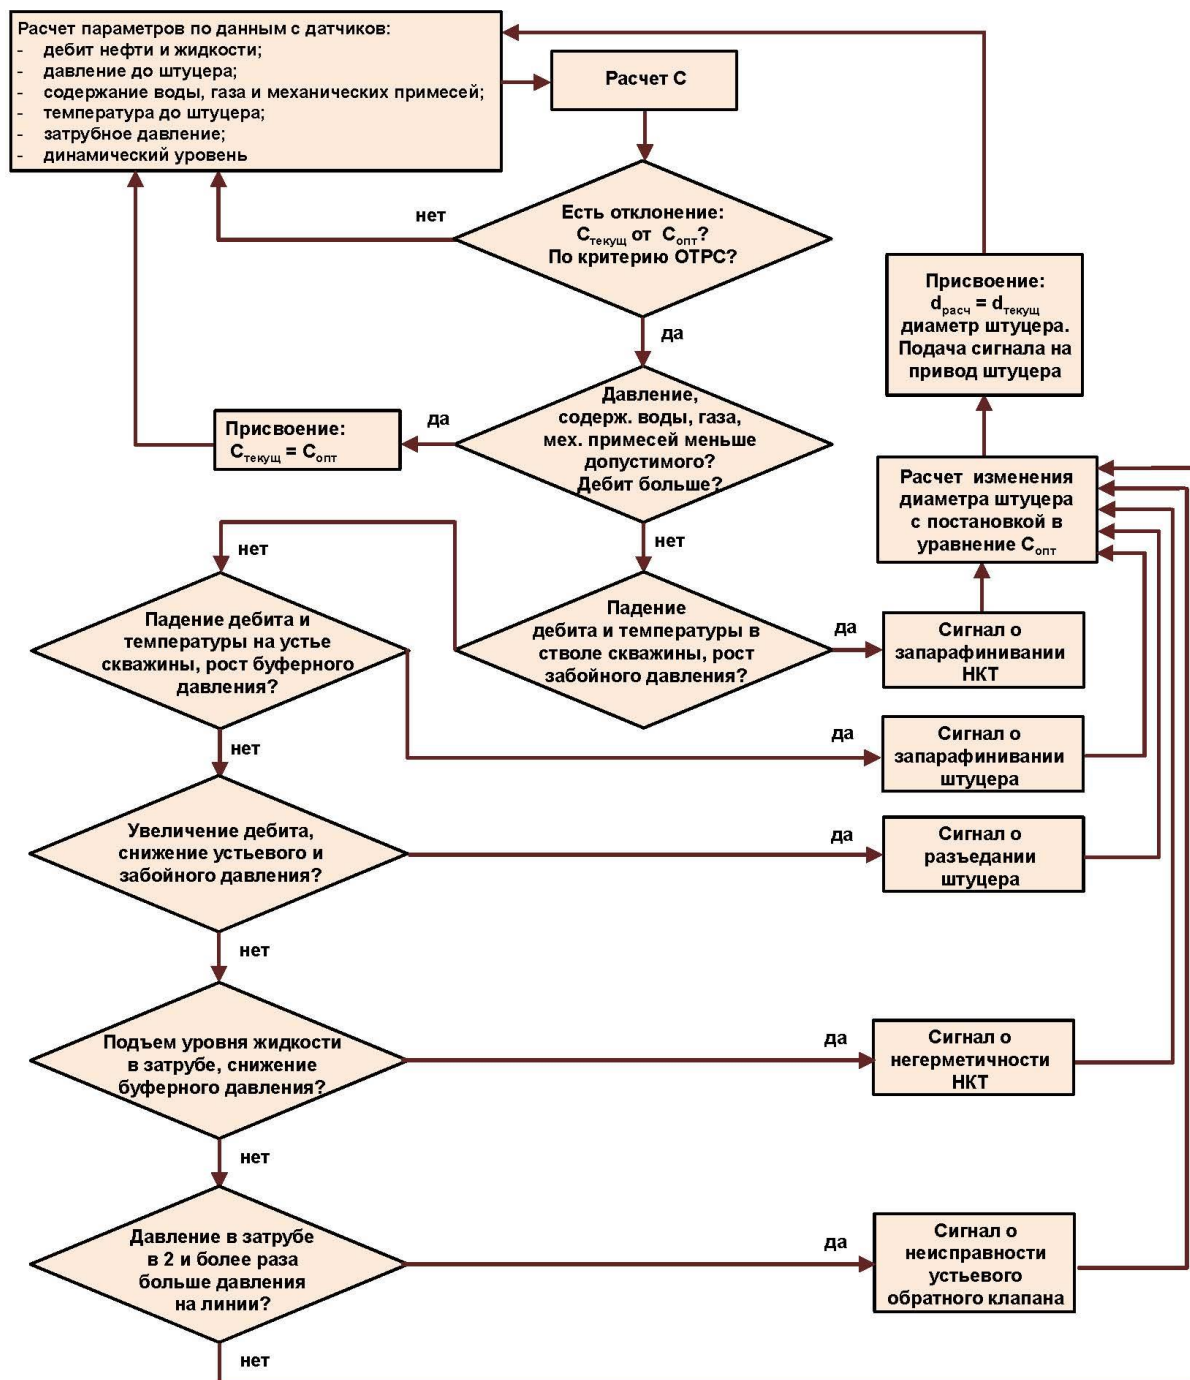 Расчет параметров по данным с датчиков:
- дебит нефти и жидкости;
- давление до штуцера;
- содержание воды, газа и механических примесей;
- температура до штуцера;
- затрубное давление;
- динамический уровень
Расчет С
Есть отклонение:
Стекущ от Сопт?
По критерию ОТРС?
нет
да
Присвоение:
dрасч = dтекущ
диаметр штуцера.
Подача сигнала на
привод штуцера
Давление,
содерж. воды, газа,
мех. примесей меньше
допустимого?
Дебит больше?
да
Присвоение:
Стекущ = Сопт
нет
Расчет изменения
диаметра штуцера
с постановкой в
уравнение Сопт
Падение
дебита и температуры в
стволе скважины, рост
забойного давления?
да
Сигнал о
запарафинивании
НКТ
нет
Падение дебита и
температуры на устье
скважины, рост буферного
давления?
да
Сигнал о
запарафинивании
штуцера
нет
Увеличение дебита,
снижение устьевого и
забойного давления?
да
Сигнал о
разъедании
штуцера
нет
Подъем уровня жидкости
в затрубе, снижение
буферного давления?
да
Сигнал о
негерметичности
НКТ
нет
Давление в затрубе
в 2 и более раза
больше давления
на линии?
да
Сигнал о
неисправности
устьевого
обратного клапана
нет